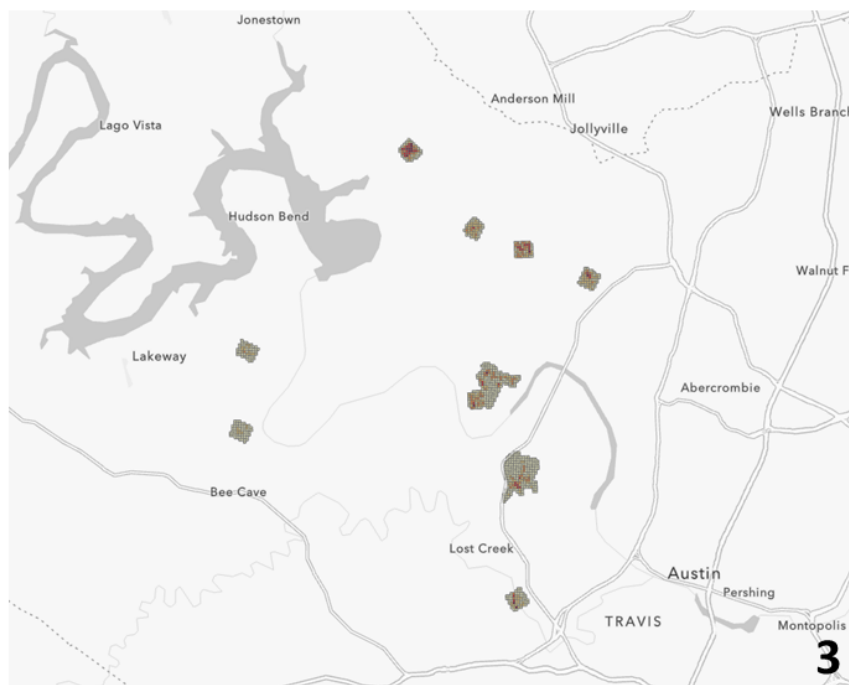 Jonestown
Anderson Mill
Wells Branch
Lago Vista
Jollyville
Hudson Bend
Walnut F
Lakeway
Abercrombie
Bee Cave
Lost Creek
Austin
Pershing
TRAVIS
Montopolis
3